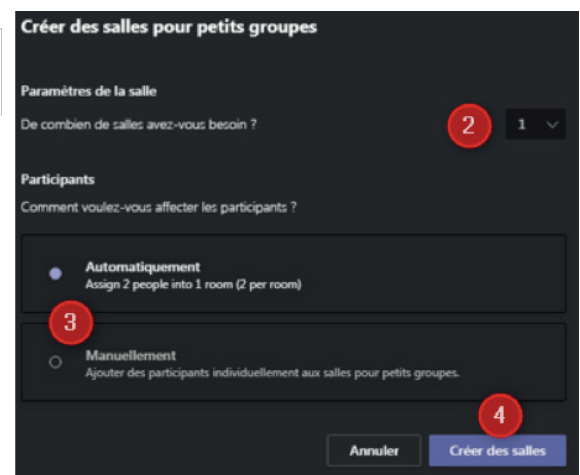 Créer des salles pour petits groupes
Paramètres de la salle
De combien de salles avez-vous besoin ?
2
1
Participants
Comment voulez-vous affecter les participants ?
Automatiquement
Assign 2 people into 1 room (2 per room)
3
Manuellement
Ajouter des participants individuellement aux salles pour petits groupes.
4
Annuler
Créer des salles